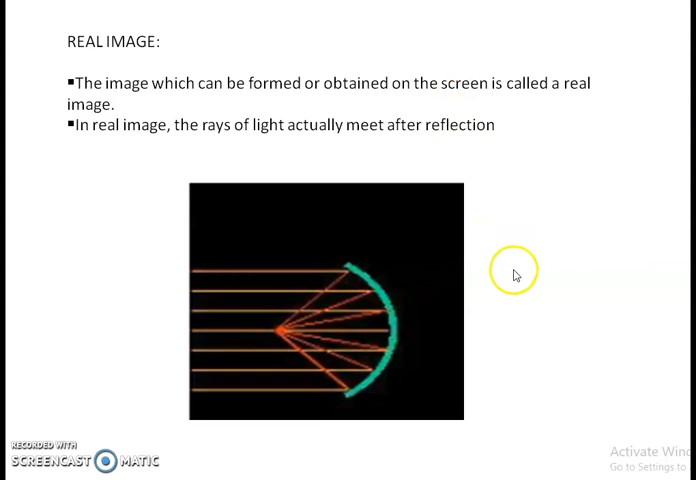 REAL IMAGE:
▪The image which can be formed or obtained on the screen is called a real
image.
▪In real image, the rays of light actually meet after reflection
RECORDED WITH
SCREENCAST MATIC
Activate Wind
Go to Settings to